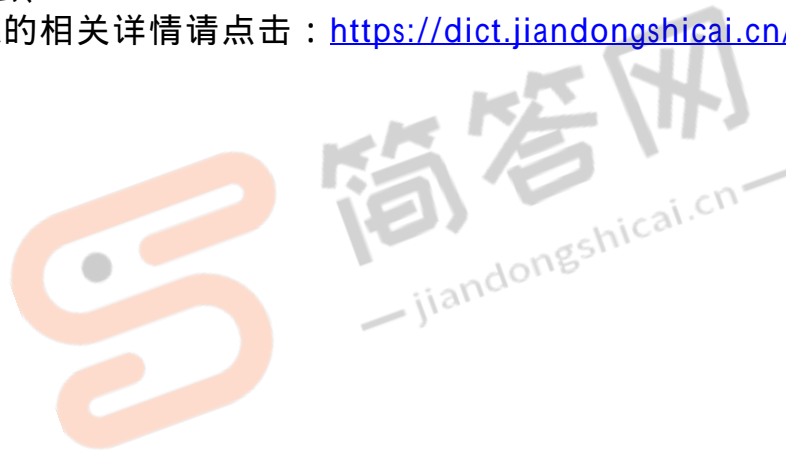 的相关详情请点击：https://dict.jiandongshicai.cn/
简答网
— jiandongshicai.cn —